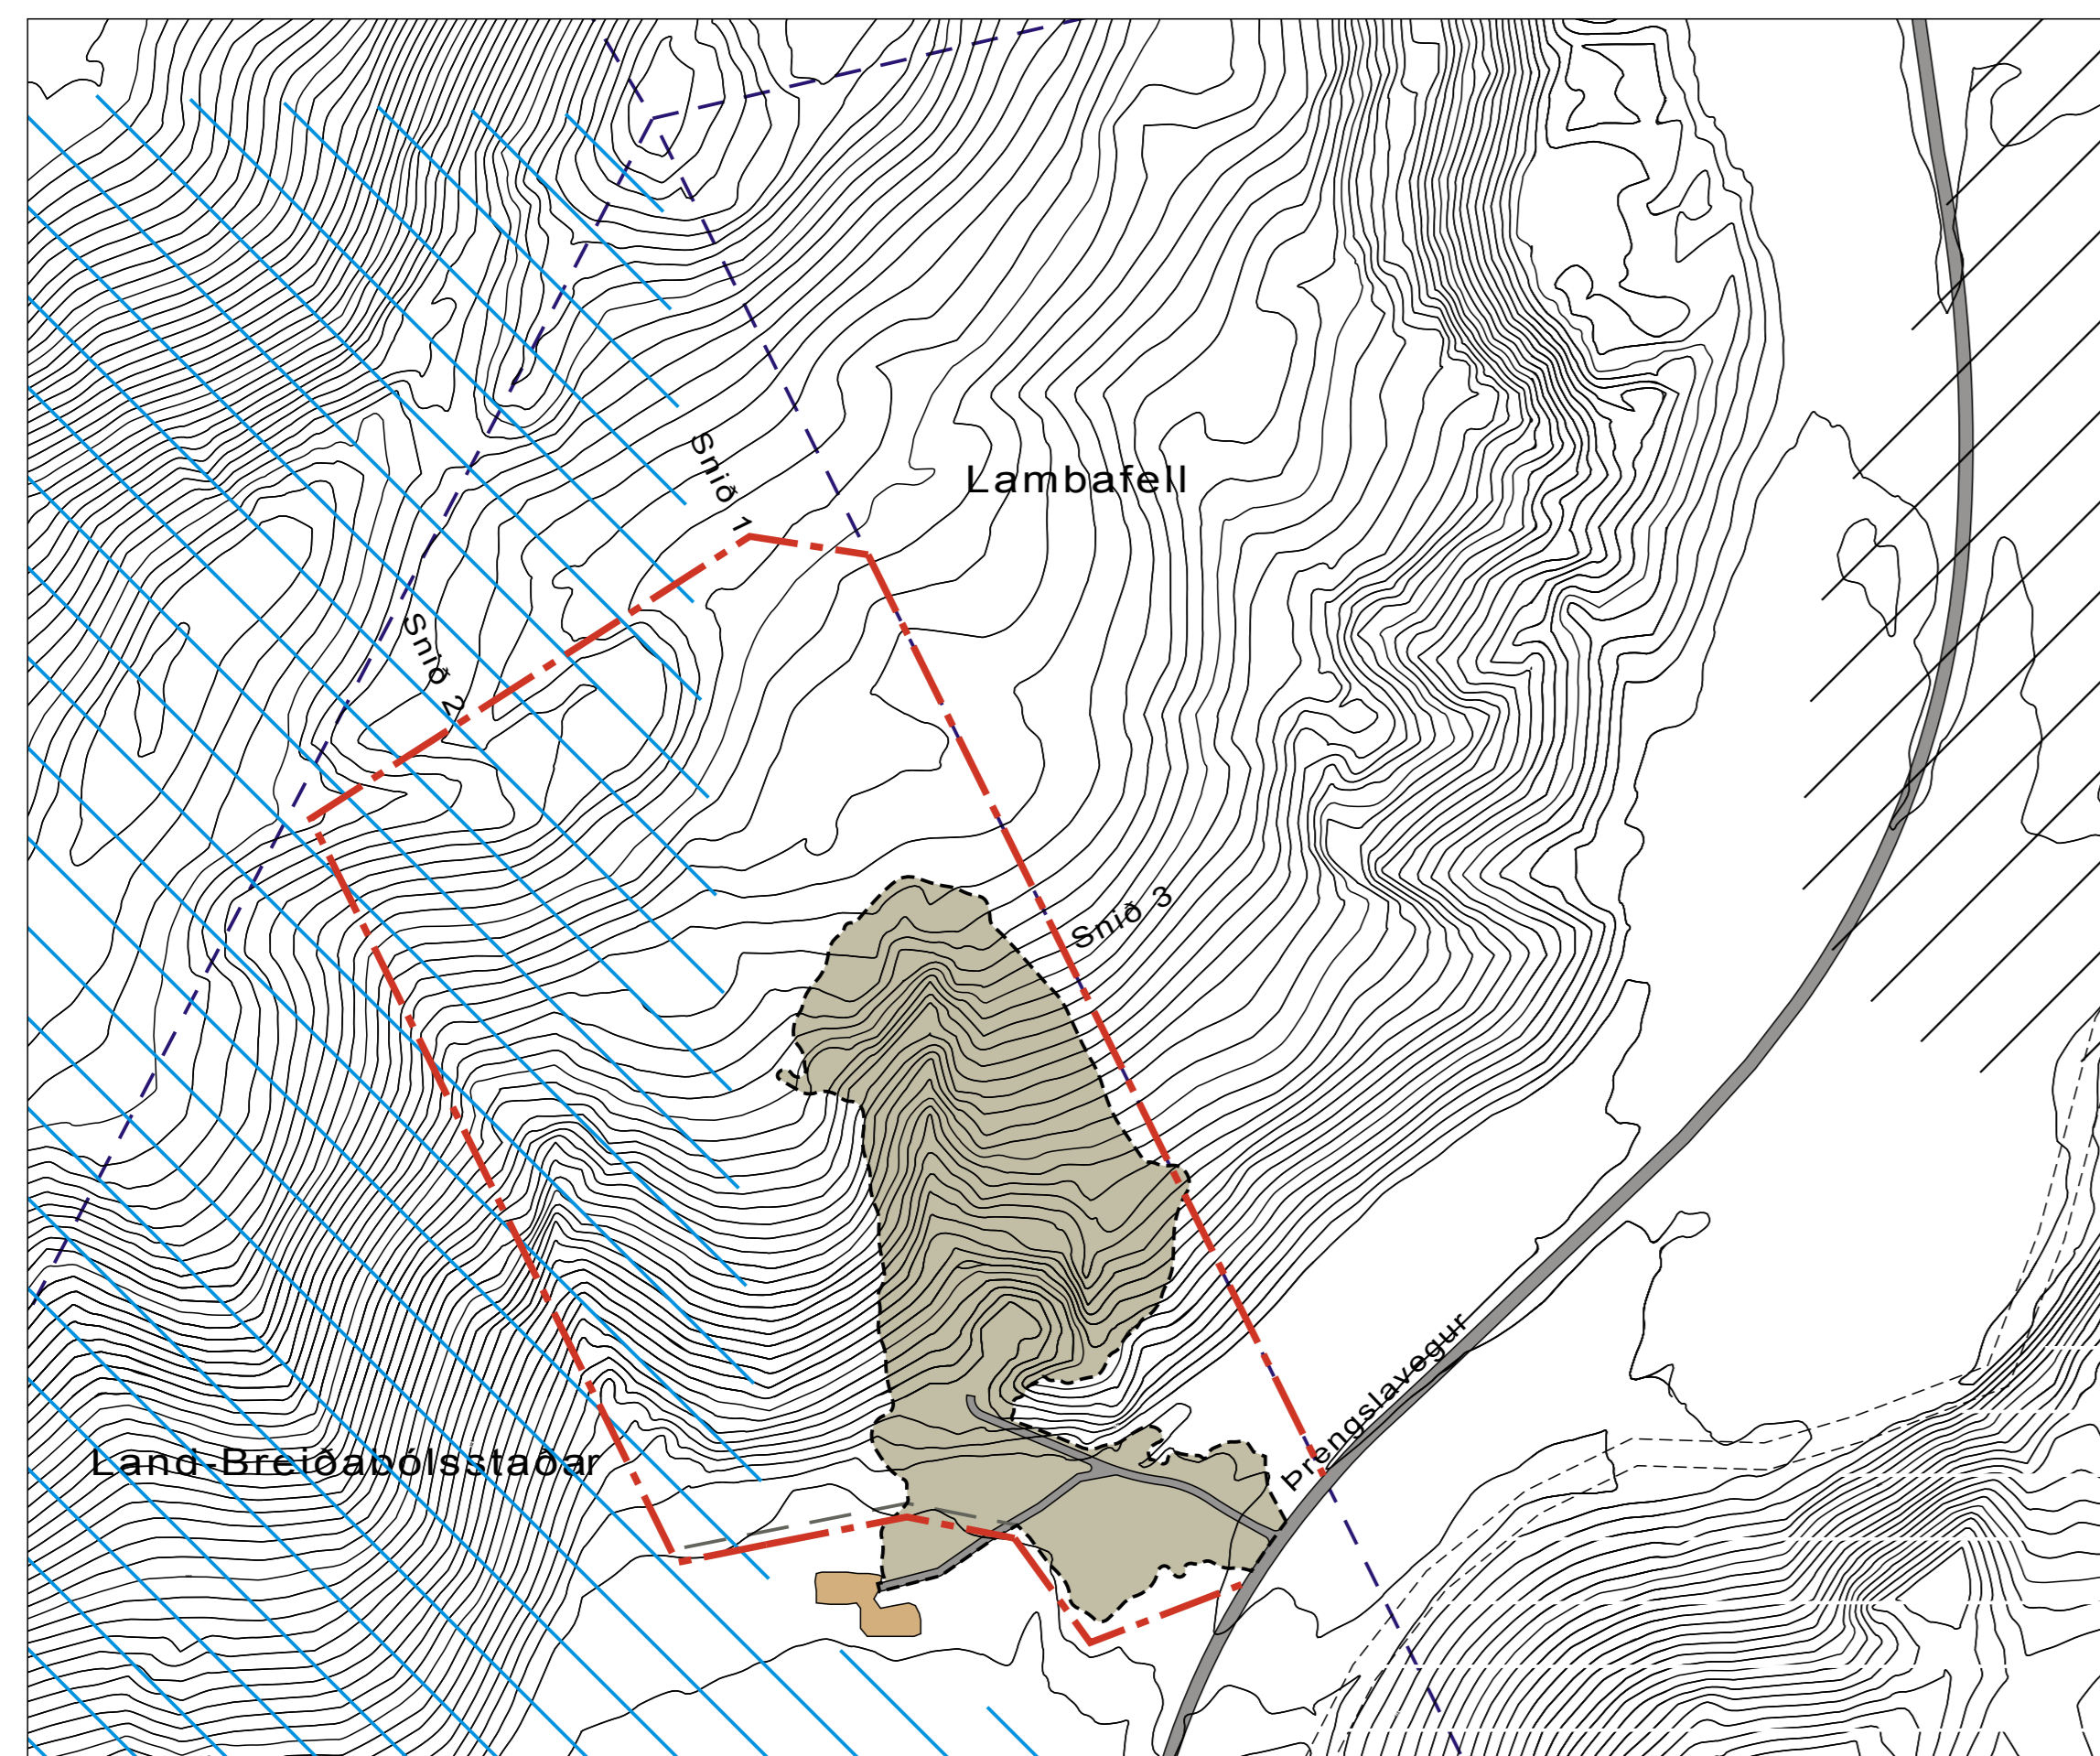 Snið 1
Lambafell
Snið 2
Snið 3
Þrengslavegur
Land-Breiðabólsstaðar